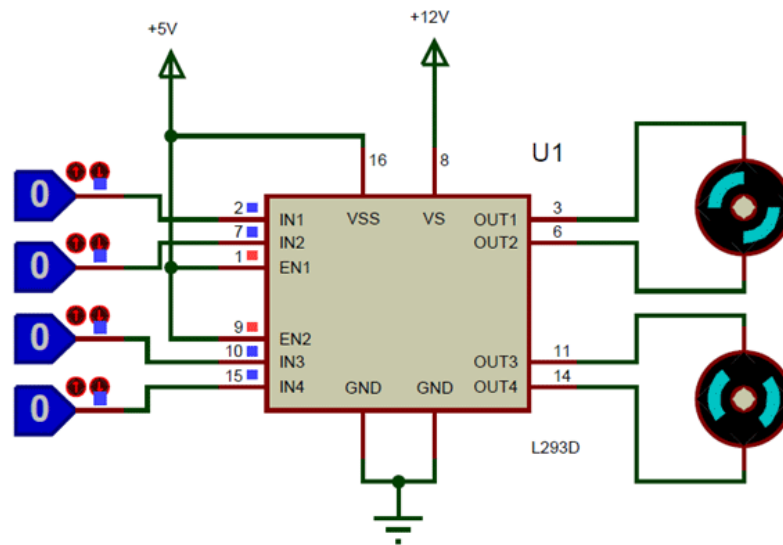 +5V
+12V
16
8
U1
0
0
0
0
2
7
1
9
10
15
IN1
IN2
EN1
EN2
IN3
IN4
VSS
VS
GND
GND
OUT1
OUT2
OUT3
OUT4
3
6
11
14
L293D